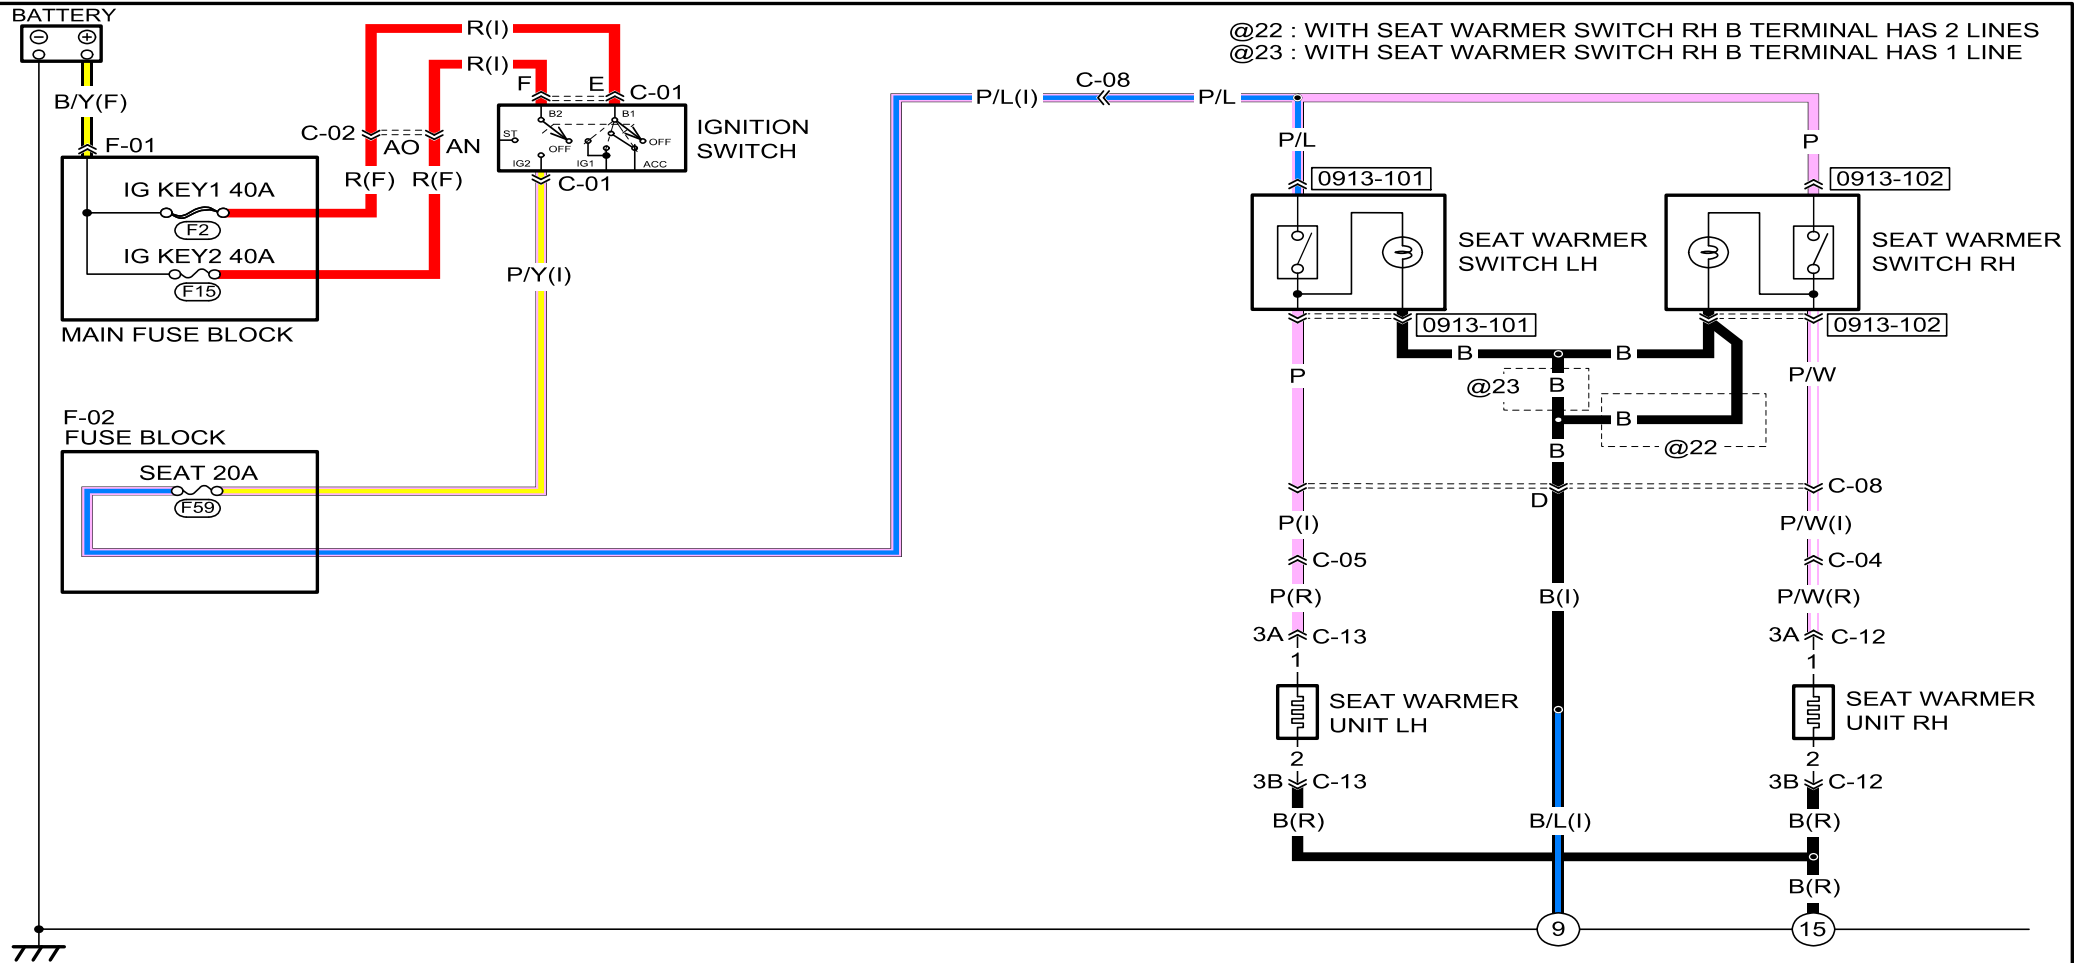 BATTERY
@22 : WITH SEAT WARMER SWITCH RH B TERMINAL HAS 2 LINES
@23 : WITH SEAT WARMER SWITCH RH B TERMINAL HAS 1 LINE
R(I)
R(I)
B/Y(F)
F
E
C-01
C-02
AO
AN
F-01
R(F)
R(F)
B2
B1
ST
OFF
OFF
IG2
IG1
ACC
IGNITION
SWITCH
C-01
IG KEY1 40A
F2
IG KEY2 40A
F15
MAIN FUSE BLOCK
P/Y(I)
F-02
FUSE BLOCK
SEAT 20A
F59
P/L(I)
C-08
P/L
P/L
P
0913-101
0913-102
SEAT WARMER
SWITCH LH
SEAT WARMER
SWITCH RH
0913-101
0913-102
B
B
P
@23
B
P/W
B
@22
B
D
C-08
P(I)
P/W(I)
C-05
C-04
P(R)
B(I)
P/W(R)
3A
C-13
3A
C-12
1
1
SEAT WARMER
UNIT LH
SEAT WARMER
UNIT RH
2
2
3B
C-13
3B
C-12
B(R)
B/L(I)
B(R)
B(R)
9
15